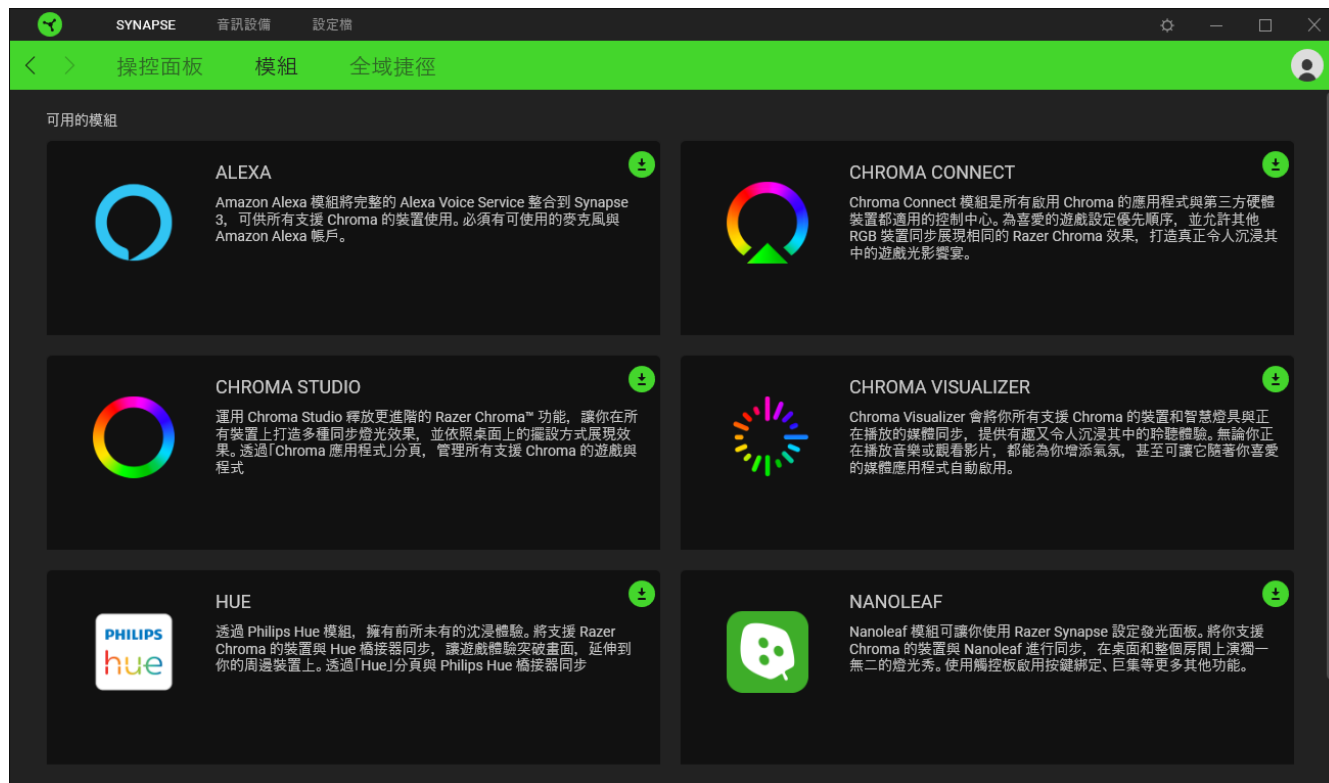 SYNAPSE 音訊設備 設定檔
操控面板 模組 全域捷徑
可用的模組
ALEXA
Amazon Alexa 模組將完整的 Alexa Voice Service 整合到 Synapse
3，可供所有支援 Chroma 的裝置使用。必須有可使用的麥克風與
Amazon Alexa 帳戶。
CHROMA CONNECT
Chroma Connect 模組是所有啟用 Chroma 的應用程式與第三方硬體
裝置都適用的控制中心。為喜愛的遊戲設定優先順序，並允許其他
RGB 裝置同步展現相同的 Razer Chroma 效果，打造真正令人沉浸其
中的遊戲光影饗宴。
CHROMA STUDIO
運用 Chroma Studio 釋放更進階的 Razer Chroma™ 功能，讓你在所
有裝置上打造多種同步燈光效果，並依照桌面上的擺設方式展現效
果。透過「Chroma 應用程式」分頁，管理所有支援 Chroma 的遊戲與
程式
CHROMA VISUALIZER
Chroma Visualizer 會將你所有支援 Chroma 的裝置和智慧燈具與正
在播放的媒體同步，提供有趣又令人沉浸其中的聆聽體驗。無論你正
在播放音樂或觀看影片，都能為你增添氣氛，甚至可讓它隨著你喜愛
的媒體應用程式自動啟用。
PHILIPS
hue
HUE
透過 Philips Hue 模組，擁有前所未有的沈浸體驗。將支援 Razer
Chroma 的裝置與 Hue 橋接器同步，讓遊戲體驗突破畫面，延伸到
你的周邊裝置上。透過「Hue」分頁與 Philips Hue 橋接器同步
NANOLEAF
Nanoleaf 模組可讓你使用 Razer Synapse 設定發光面板。將你支援
Chroma 的裝置與 Nanoleaf 進行同步，在桌面和整個房間上演獨一
無二的燈光秀。使用觸控板啟用按鍵綁定、巨集等更多其他功能。